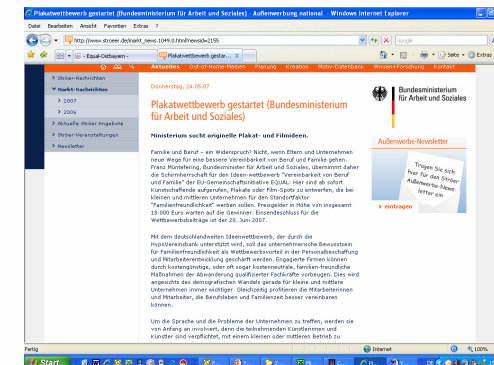 Plakatwettbewerb gestartet (Bundesministerium für Arbeit und Soziales) - Außenwerbung national - Windows Internet Explorer
http://www.stroeer.de/markt_news.1049.0.html?newsid=2155
Google
Datei Bearbeiten Ansicht Favoriten Extras ?
- Equal-Ostbayern -
Plakatwettbewerb gestar...
Seite
Extras
Aktuelles Out-of-Home-Medien Planung Kreation Motiv-Datenbank Wissen+Forschung Kontakt
> Ströer-Nachrichten
Markt-Nachrichten
> 2007
> 2006
> Aktuelle Ströer Angebote
> Ströer-Veranstaltungen
> Newsletter
Donnerstag, 24.05.07
Plakatwettbewerb gestartet (Bundesministerium
für Arbeit und Soziales)
Ministerium sucht originelle Plakat- und Filmideen.
Familie und Beruf – ein Widerspruch? Nicht, wenn Eltern und Unternehmen
neue Wege für eine bessere Vereinbarkeit von Beruf und Familie gehen.
Franz Müntefering, Bundesminister für Arbeit und Soziales, übernimmt daher
die Schirmherrschaft für den Ideen-wettbewerb "Vereinbarkeit von Beruf
und Familie" der EU-Gemeinschaftsinitiative EQUAL: Hier sind ab sofort
Kunstschaffende aufgerufen, Plakate oder Film-Spots zu entwerfen, die bei
kleinen und mittleren Unternehmen für den Standortfaktor
"Familienfreundlichkeit" werben sollen. Preisgelder in Höhe von insgesamt
18.000 Euro warten auf die Gewinner. Einsendeschluss für die
Wettbewerbsbeiträge ist der 20. Juni 2007.
Mit dem deutschlandweiten Ideenwettbewerb, der durch die
HypoVereinsbank unterstützt wird, soll das unternehmerische Bewusstsein
für Familienfreundlichkeit als Wettbewerbsvorteil in der Personalbeschaffung
und Mitarbeiterentwicklung geschärft werden. Engagierte Firmen können
durch kostengünstige, oder oft sogar kostenneutrale, familien-freundliche
Maßnahmen der Abwanderung qualifizierter Fachkräfte vorbeugen. Dies wird
angesichts des demografischen Wandels gerade für kleine und mittlere
Unternehmen immer wichtiger. Gleichzeitig profitieren die Mitarbeiterinnen
und Mitarbeiter, die Berufsleben und Familienzeit besser vereinbaren
können.
Um die Sprache und die Probleme der Unternehmen zu treffen, werden sie
von Anfang an involviert, denn die teilnehmenden Künstlerinnen und
Künstler sind verpflichtet, mit einem kleinen oder mittleren Betrieb zu
Bundesministerium
für Arbeit und Soziales
Außenwerbe-Newsletter
Tragen Sie sich
hier für den Ströer
Außenwerbe-News-
letter ein
> eintragen
Fertig
Internet
100%
Start
DE